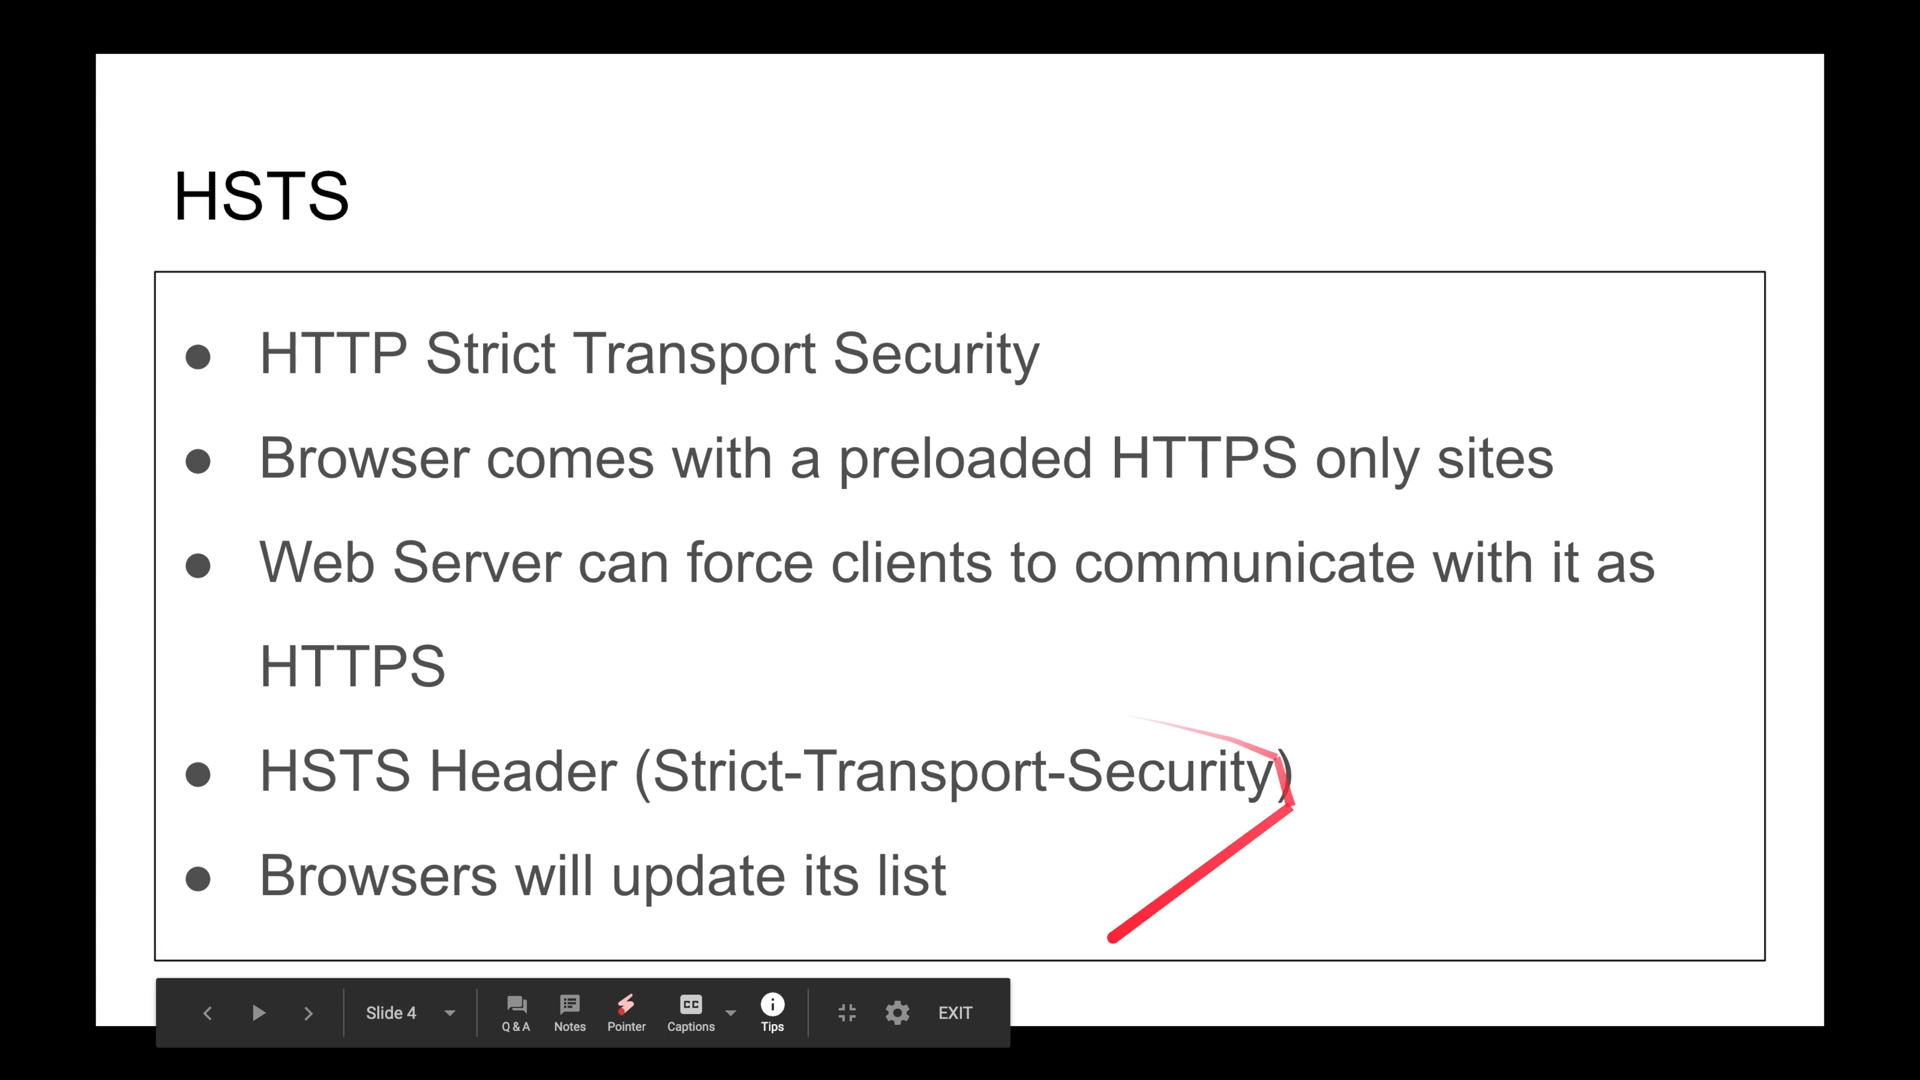 HSTS
● HTTP Strict Transport Security
● Browser comes with a preloaded HTTPS only sites
● Web Server can force clients to communicate with it as
HTTPS
● HSTS Header (Strict-Transport-Security)
● Browsers will update its list
Slide 4 Q & A Notes Pointer CC Captions Tips EXIT